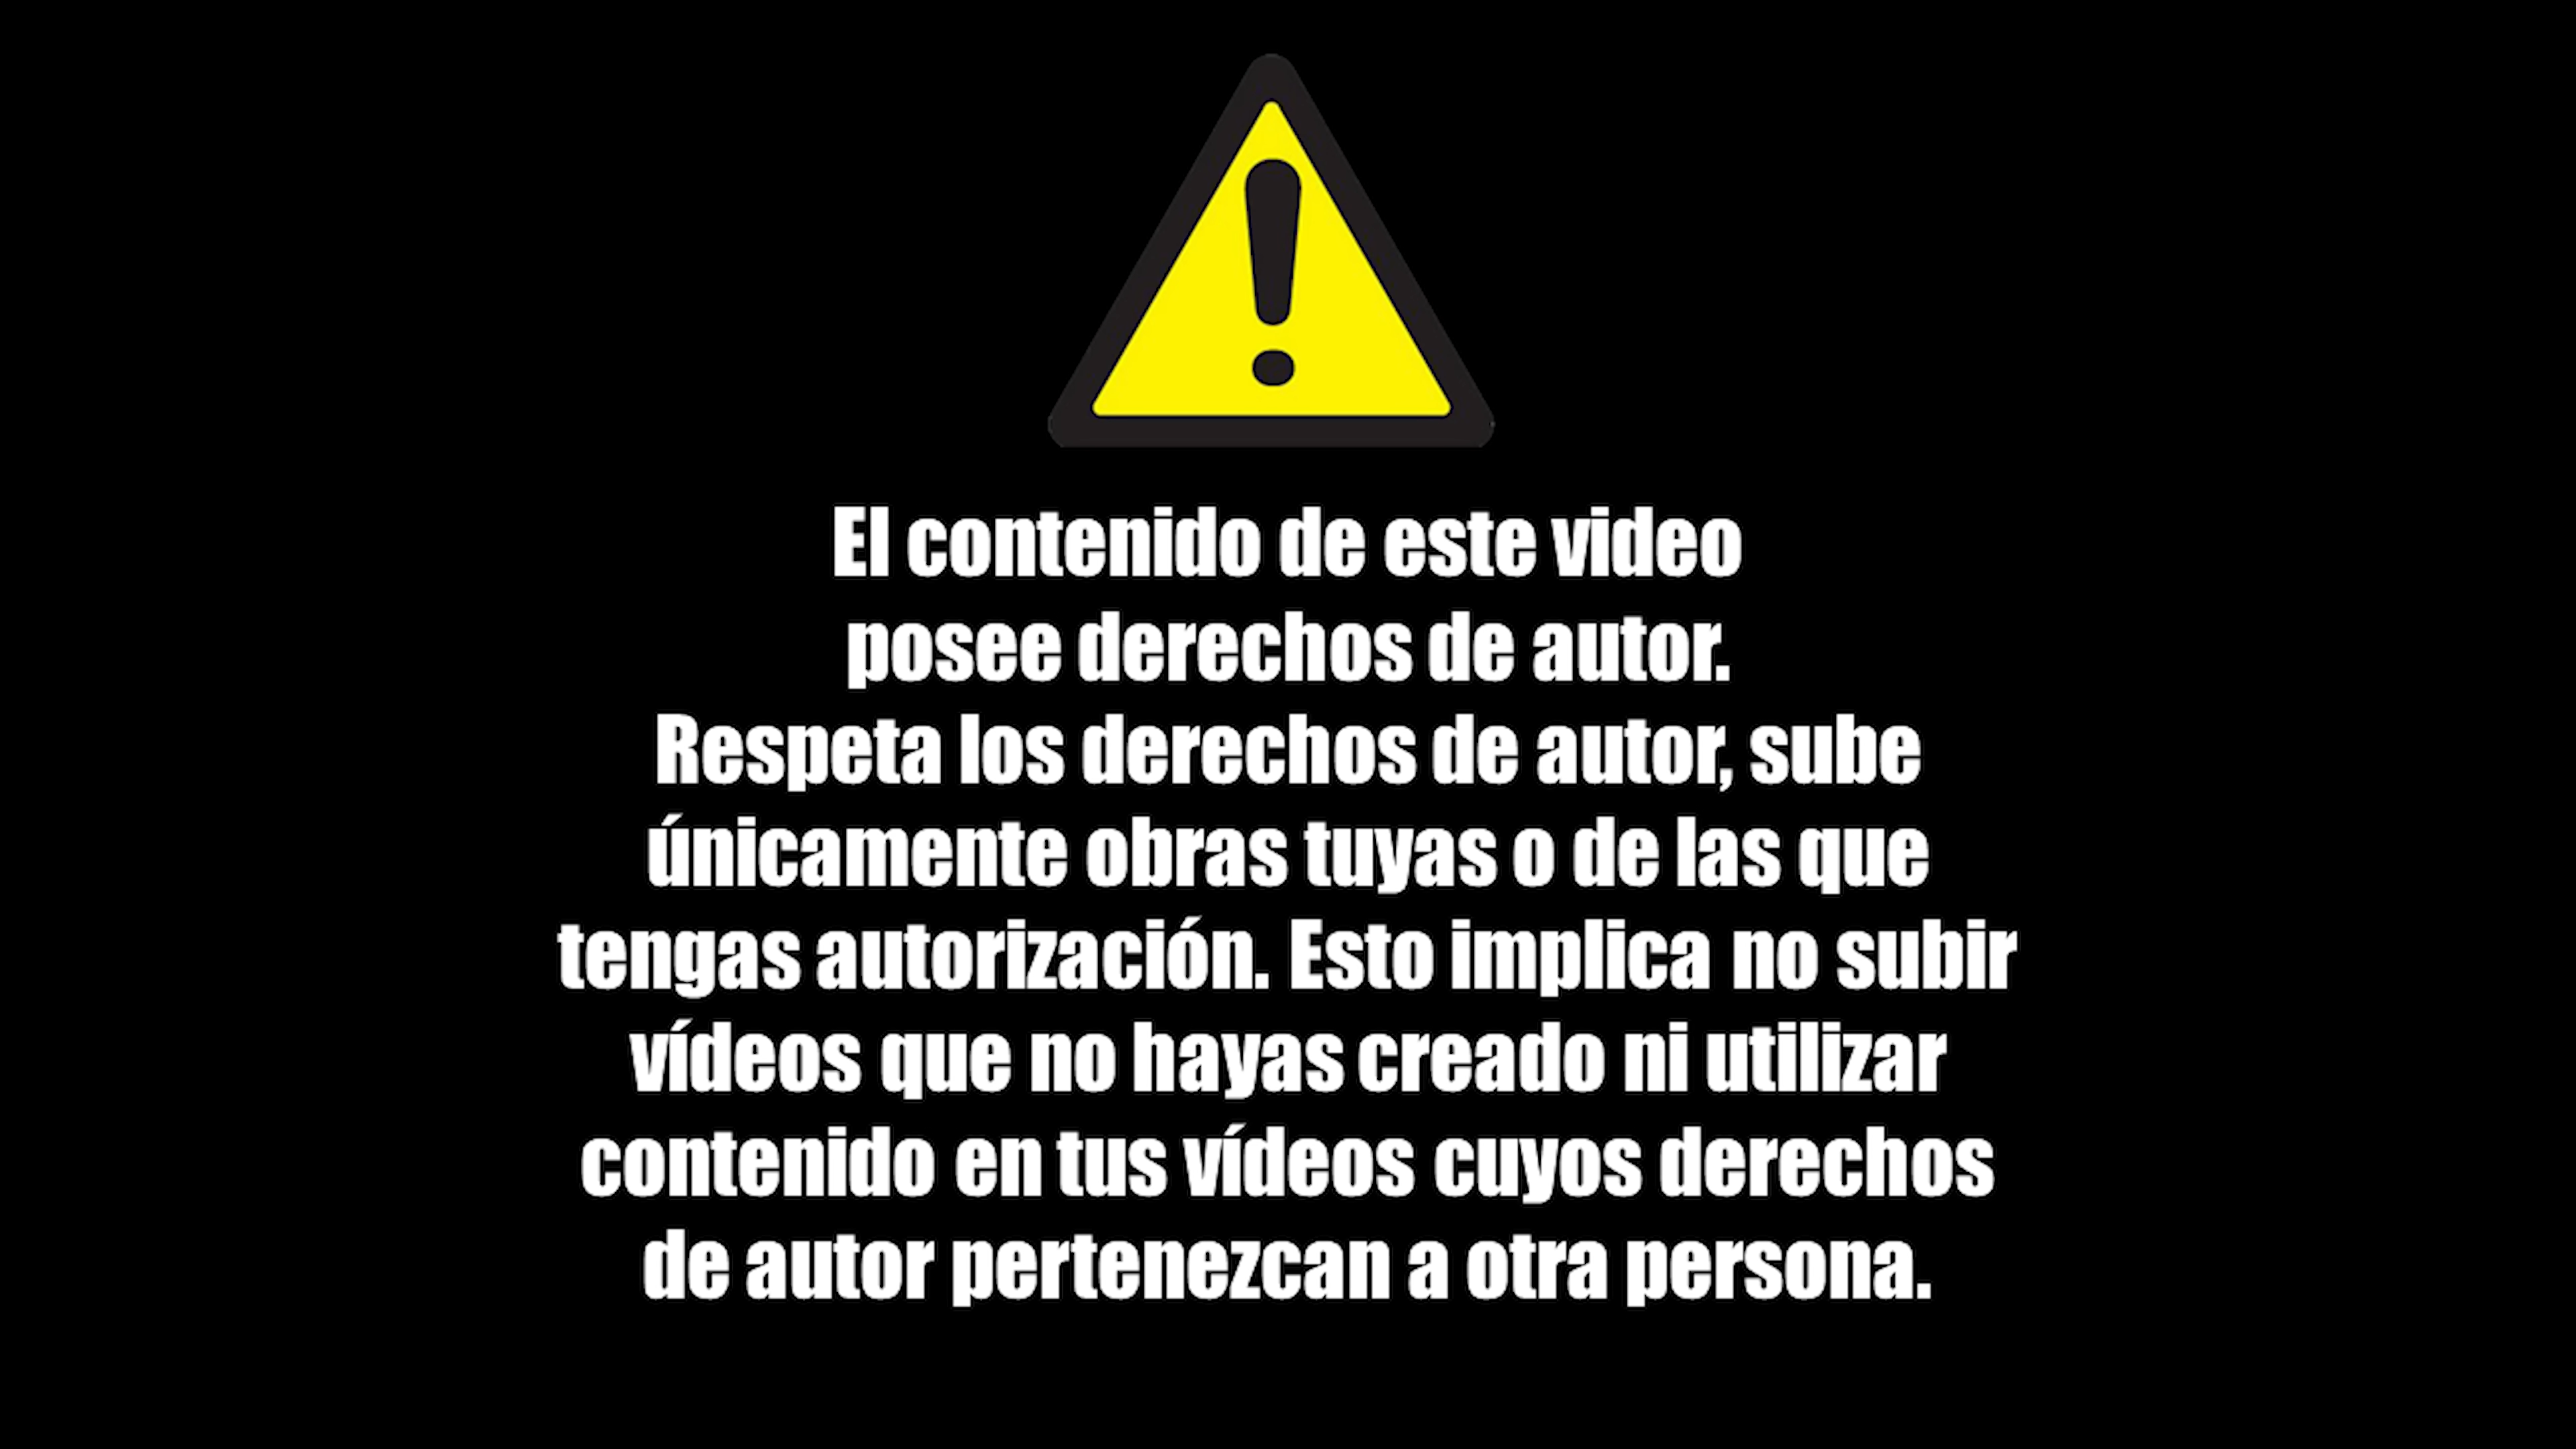 El contenido de este video
posee derechos de autor.
Respeta los derechos de autor, sube
únicamente obras tuyas o de las que
tengas autorización. Esto implica no subir
vídeos que no hayas creado ni utilizar
contenido en tus vídeos cuyos derechos
de autor pertenezcan a otra persona.